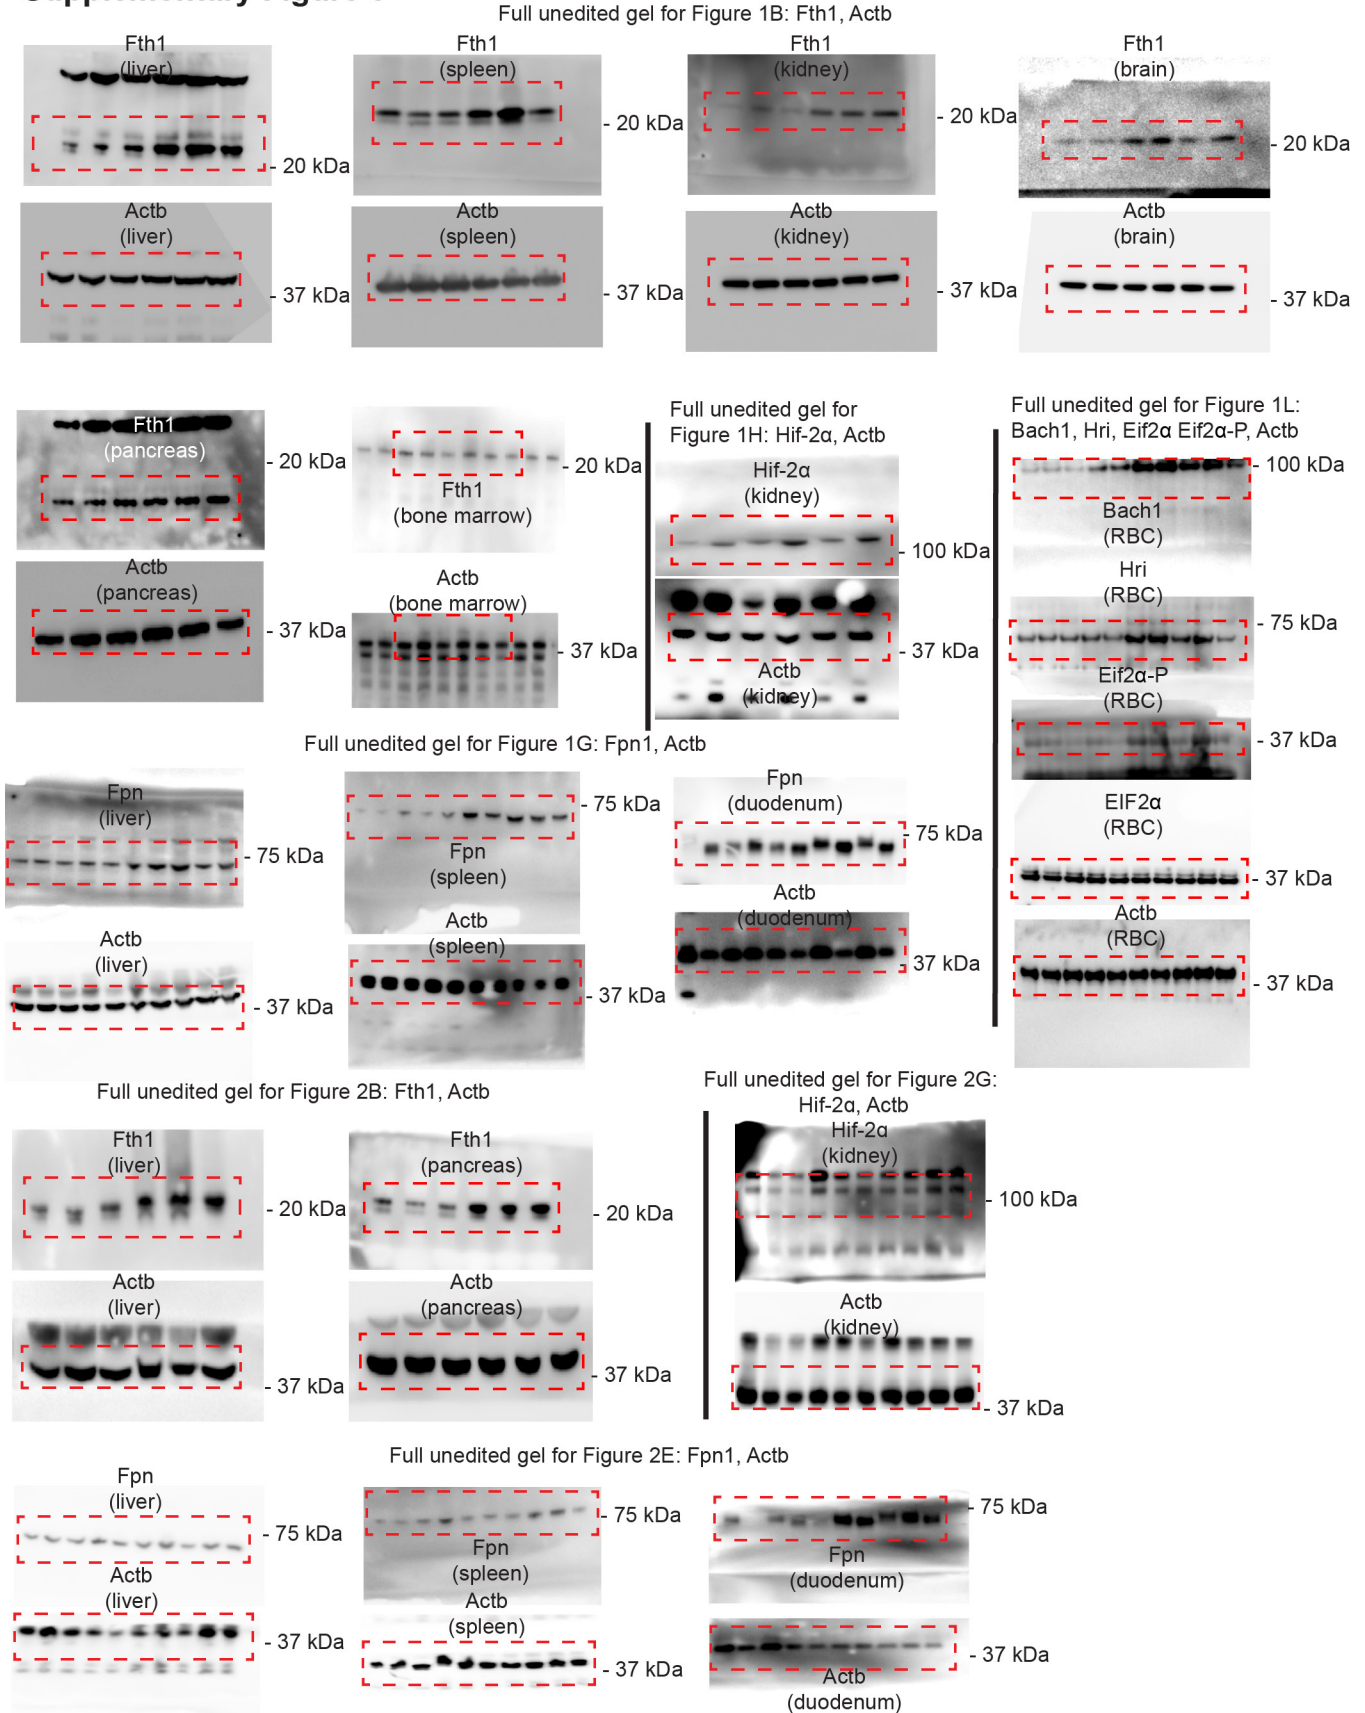 Full unedited gel for Figure 1B: Fth1, Actb
Fth1
(liver)
- 20 kDa
Fth1
(spleen)
- 20 kDa
Fth1
(kidney)
- 20 kDa
Fth1
(brain)
- 20 kDa
Actb
(liver)
- 37 kDa
Actb
(spleen)
- 37 kDa
Actb
(kidney)
- 37 kDa
Actb
(brain)
- 37 kDa
Fth1
(pancreas)
- 20 kDa
Fth1
(bone marrow)
- 20 kDa
Actb
(pancreas)
- 37 kDa
Actb
(bone marrow)
- 37 kDa
Full unedited gel for
Figure 1H: Hif-2α, Actb
Hif-2α
(kidney)
- 100 kDa
- 37 kDa
Actb
(kidney)
Full unedited gel for Figure 1L:
Bach1, Hri, Eif2α Eif2α-P, Actb
- 100 kDa
Bach1
(RBC)
Hri
(RBC)
- 75 kDa
Eif2α-P
(RBC)
- 37 kDa
EIF2α
(RBC)
- 37 kDa
Actb
(RBC)
- 37 kDa
Full unedited gel for Figure 1G: Fpn1, Actb
Fpn
(liver)
- 75 kDa
- 75 kDa
Fpn
(spleen)
Fpn
(duodenum)
- 75 kDa
Actb
(liver)
- 37 kDa
Actb
(spleen)
- 37 kDa
Actb
(duodenum)
- 37 kDa
Full unedited gel for Figure 2B: Fth1, Actb
Fth1
(liver)
- 20 kDa
Fth1
(pancreas)
- 20 kDa
Actb
(liver)
- 37 kDa
Actb
(pancreas)
- 37 kDa
Full unedited gel for Figure 2G:
Hif-2α, Actb
Hif-2α
(kidney)
- 100 kDa
Actb
(kidney)
- 37 kDa
Full unedited gel for Figure 2E: Fpn1, Actb
Fpn
(liver)
- 75 kDa
- 75 kDa
Fpn
(spleen)
- 75 kDa
Fpn
(duodenum)
Actb
(liver)
- 37 kDa
Actb
(spleen)
- 37 kDa
- 37 kDa
Actb
(duodenum)